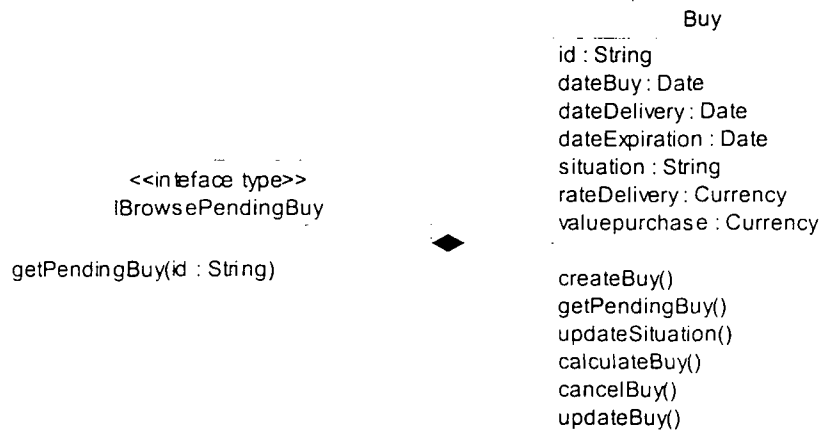 <<inteface type>>
IBrowsePendingBuy
getPendingBuy(id : String)
Buy
id : String
dateBuy : Date
dateDelivery : Date
dateExpiration : Date
situation : String
rateDelivery : Currency
valuepurchase : Currency
createBuy()
getPendingBuy()
updateSituation()
calculateBuy()
cancelBuy()
updateBuy()